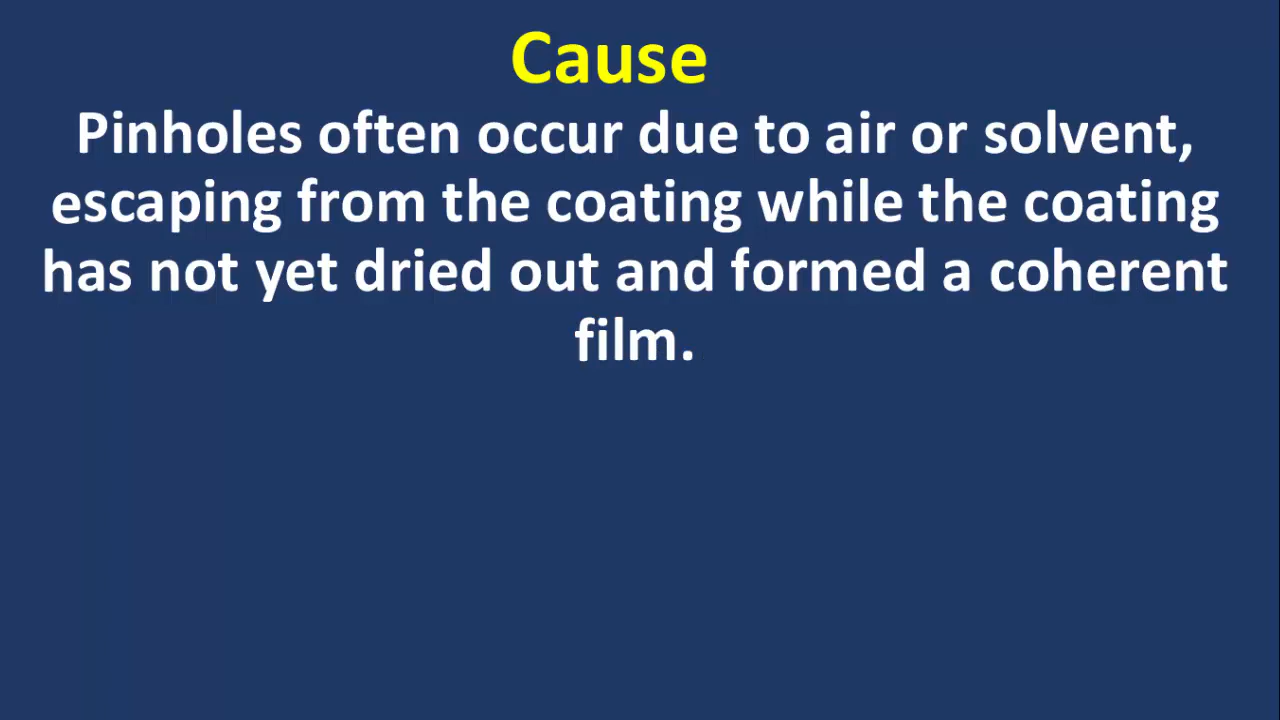 Cause
Pinholes often occur due to air or solvent,
escaping from the coating while the coating
has not yet dried out and formed a coherent
film.